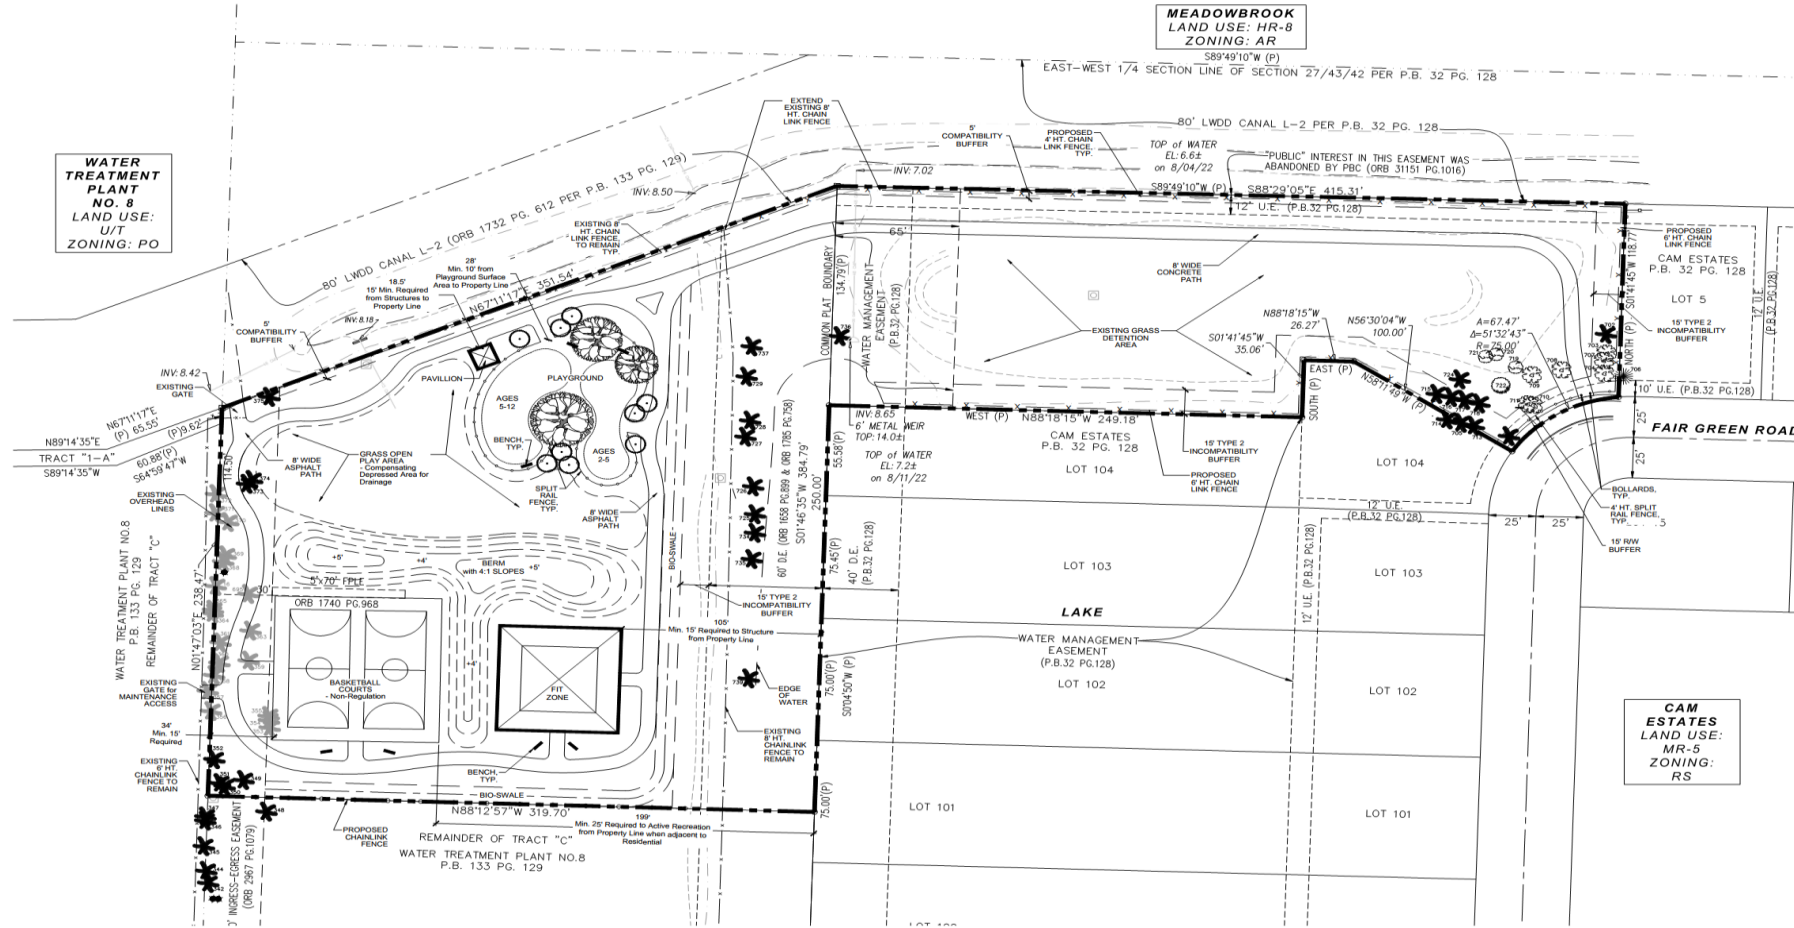 MEADOWBROOK
LAND USE: HR-8
ZONING: AR
S89°49'10"W (P)
EAST-WEST 1/4 SECTION LINE OF SECTION 27/43/42 PER P.B. 32 PG. 128
80' LWDD CANAL L-2 PER P.B. 32 PG. 128
WATER
TREATMENT
PLANT
NO. 8
LAND USE:
U/T
ZONING: PO
EXTEND
EXISTING 8'
HT. CHAIN
LINK FENCE
5'
COMPATIBILITY
BUFFER
PROPOSED
4' HT. CHAIN
LINK FENCE,
TYP.
TOP of WATER
EL: 6.6±
on 8/04/22
"PUBLIC" INTEREST IN THIS EASEMENT WAS
ABANDONED BY PBC (ORB 31151 PG.1016)
INV: 7.02
INV: 8.50
S89°49'10"W (P)
S88°29'05"E 415.31'
12' U.E. (P.B.32 PG.128)
80' LWDD CANAL L-2 (ORB 1732 PG. 612 PER P.B. 133 PG. 129)
EXISTING 8'
HT. CHAIN
LINK FENCE,
TO REMAIN
TYP.
28'
Min. 10' from
Playground Surface
Area to Property Line
18.5'
15' Min. Required
from Structures to
Property Line
N67°11'17"E 351.54'
INV: 8.18
5'
COMPATIBILITY
BUFFER
INV: 8.42
EXISTING
GATE
N67°11'17"E
(P) 65.55'
(P)9.62'
N89°14'35"E
TRACT "1-A"
S89°14'35"W
60.88'(P)
S64°59'47"W
114.50
8' WIDE
ASPHALT
PATH
GRASS OPEN
PLAY AREA
- Compensating
Depressed Area for
Drainage
PAVILLION
PLAYGROUND
AGES
5-12
AGES
2-5
BENCH,
TYP.
SPLIT
RAIL
FENCE,
TYP.
8' WIDE
ASPHALT
PATH
EXISTING
OVERHEAD
LINES
WATER TREATMENT PLANT NO.8
P.B. 133 PG. 129
REMAINDER OF TRACT "C"
N01°47'03"E 238.47'
+5'
+4'
BERM
with 4:1 SLOPES
+5'
+4'
5'x70' FPLE
30'
ORB 1740 PG.968
BASKETBALL
COURTS
- Non-Regulation
FIT
ZONE
BIO-SWALE
15' TYPE 2
INCOMPATIBILITY
BUFFER
105'
Min. 15' Required to Structure
from Property Line
EDGE
OF
WATER
EXISTING
8' HT.
CHAINLINK
FENCE TO
REMAIN
EXISTING
GATE for
MAINTENANCE
ACCESS
34'
Min. 15'
Required
EXISTING
6' HT.
CHAINLINK
FENCE TO
REMAIN
BENCH,
TYP.
BIO-SWALE
N88°12'57"W 319.70'
199'
Min. 25' Required to Active Recreation
from Property Line when adjacent to
Residential
PROPOSED
CHAINLINK
FENCE
REMAINDER OF TRACT "C"
WATER TREATMENT PLANT NO.8
P.B. 133 PG. 129
INGRESS-EGRESS EASEMENT
(ORB 2967 PG.1079)
60' D.E. (ORB 1658 PG.899 & ORB 1785 PG.758)
S01°46'35"W 384.79'
250.00'
55.58'(P)
75.45'(P)
40' D.E.
(P.B.32 PG.128)
75.00'(P)
S0°04'50"W (P)
75.00'(P)
COMMON PLAT BOUNDARY
134.79'(P)
WATER MANAGEMENT
EASEMENT
(P.B.32 PG.128)
65'
8' WIDE
CONCRETE
PATH
EXISTING GRASS
DETENTION
AREA
S01°41'45"W
35.06'
N88°18'15"W
26.27'
N56°30'04"W
100.00'
A=67.47'
Δ=51°32'43"
R=75.00'
EAST (P)
SOUTH (P)
N58°11'49"W (P)
INV: 8.65
6' METAL WEIR
TOP:14.0±
TOP of WATER
EL: 7.2±
on 8/11/22
WEST (P)
N88°18'15"W 249.18'
CAM ESTATES
P.B. 32 PG. 128
LOT 104
15' TYPE 2
INCOMPATIBILITY
BUFFER
PROPOSED
6' HT. CHAIN
LINK FENCE
PROPOSED
6' HT. CHAIN
LINK FENCE
CAM ESTATES
P.B. 32 PG. 128
LOT 5
15' TYPE 2
INCOMPATIBILITY
BUFFER
S01°41'45"W 118.77'
NORTH (P)
12' U.E.
(P.B.32 PG.128)
10' U.E. (P.B.32 PG.128)
25'
FAIR GREEN ROAD
25'
LOT 104
12' U.E.
(P.B.32 PG.128)
25'
25'
BOLLARDS,
TYP.
4' HT. SPLIT
RAIL FENCE,
TYP.
15' R/W
BUFFER
LOT 103
LOT 103
12' U.E. (P.B.32 PG.128)
LAKE
WATER MANAGEMENT
EASEMENT
(P.B.32 PG.128)
LOT 102
LOT 102
LOT 101
LOT 101
CAM
ESTATES
LAND USE:
MR-5
ZONING:
RS
75.00'(P)